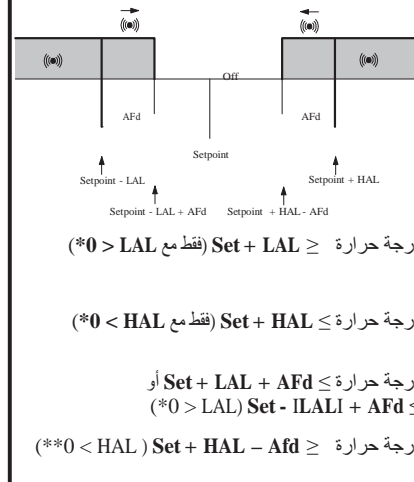 ((●)) ((●))
((●)) Off ((●))
AFd AFd
Setpoint
Setpoint - LAL Setpoint + HAL
Setpoint - LAL + AFd Setpoint + HAL - AFd
رجة حرارة ≥ Set + LAL (فقط مع LAL < 0*)
رجة حرارة ≤ Set + HAL (فقط مع HAL > 0*)
رجة حرارة ≤ Set + LAL + AFd أو
≤ Set - ILALI + AFd (LAL < 0*)
رجة حرارة ≥ Set + HAL – Afd ( HAL > 0**)